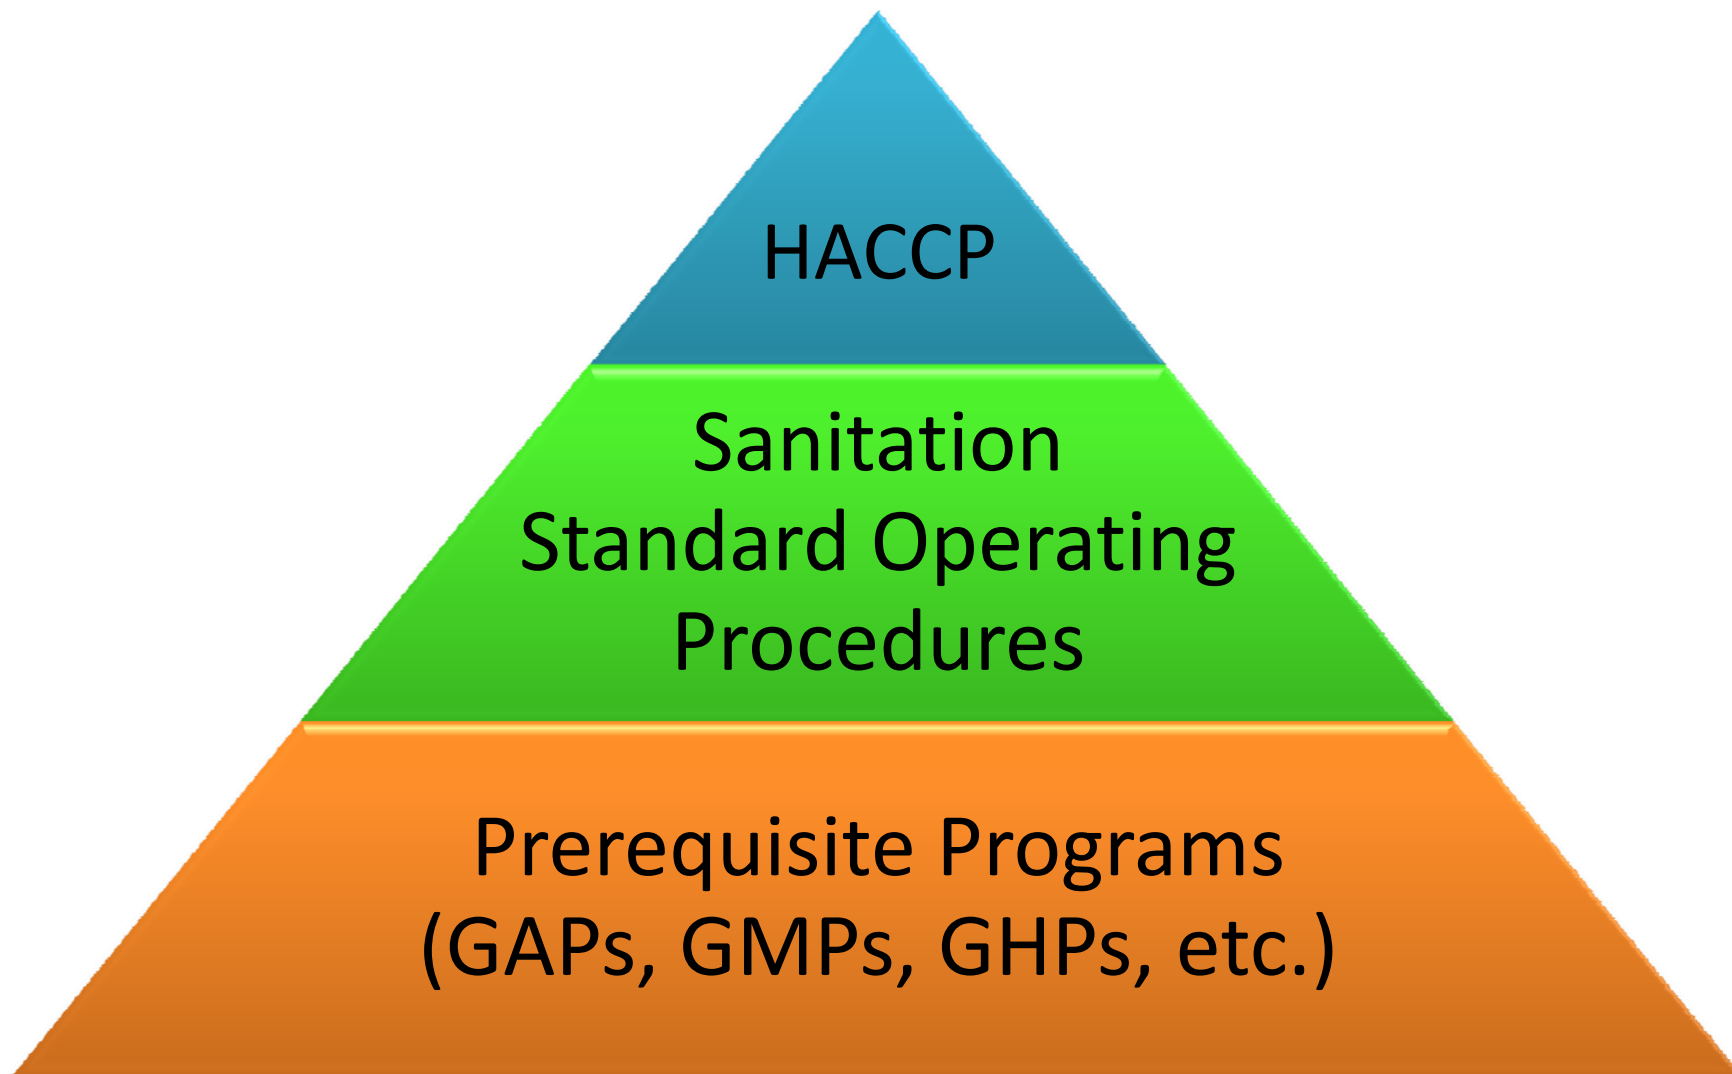 HACCP
Sanitation
Standard Operating
Procedures
Prerequisite Programs
(GAPs, GMPs, GHPs, etc.)